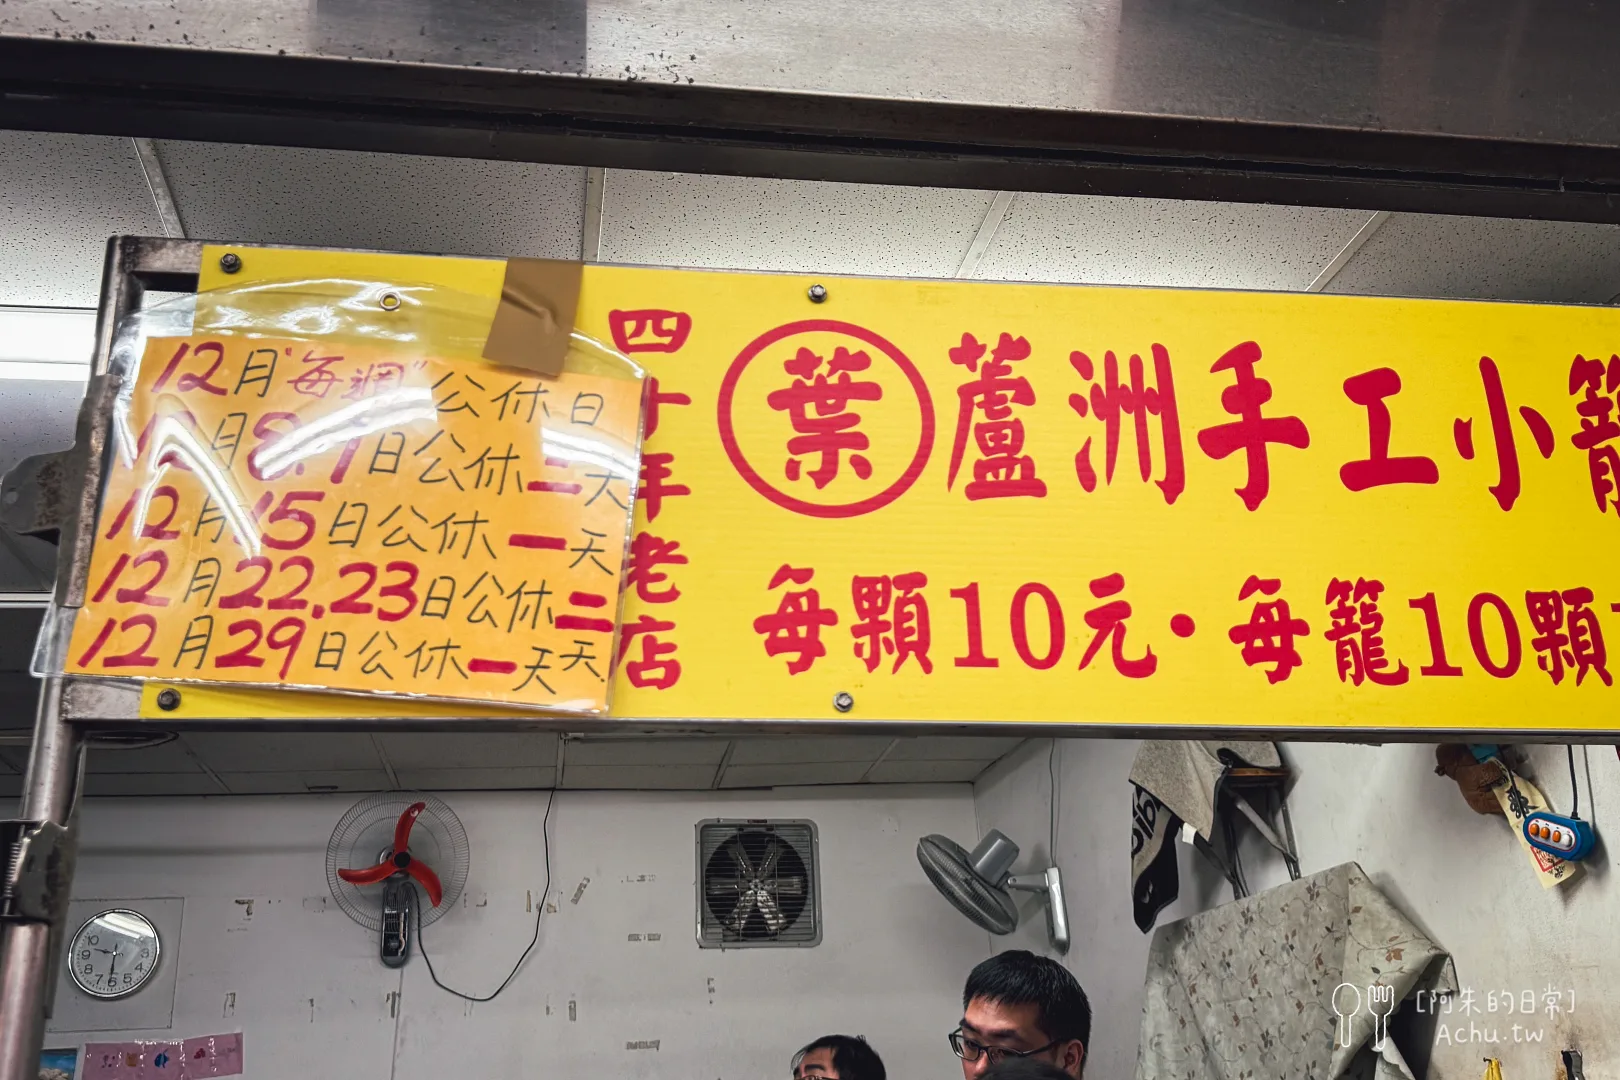 12月"每週"公休日
12月8.9日公休二天
12月15日公休一天
12月22.23日公休二天
12月29日公休一天
四十年老店
葉 蘆洲手工小籠
每顆10元·每籠10顆
[阿朱的日常]
Achu.tw